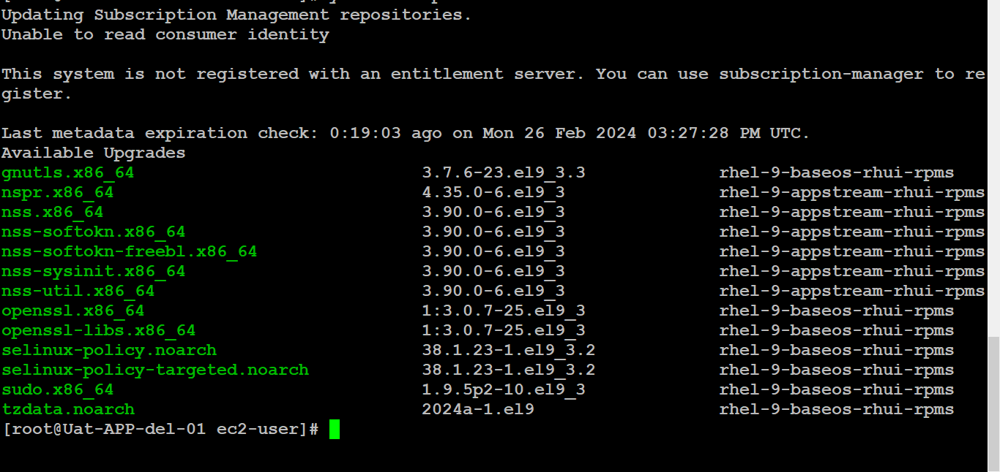 Updating Subscription Management repositories.
Unable to read consumer identity
This system is not registered with an entitlement server. You can use subscription-manager to re
gister.
Last metadata expiration check: 0:19:03 ago on Mon 26 Feb 2024 03:27:28 PM UTC.
Available Upgrades
gnutls.x86_64 3.7.6-23.el9_3.3 rhel-9-baseos-rhui-rpms
nspr.x86_64 4.35.0-6.el9_3 rhel-9-appstream-rhui-rpms
nss.x86_64 3.90.0-6.el9_3 rhel-9-appstream-rhui-rpms
nss-softokn.x86_64 3.90.0-6.el9_3 rhel-9-appstream-rhui-rpms
nss-softokn-freebl.x86_64 3.90.0-6.el9_3 rhel-9-appstream-rhui-rpms
nss-sysinit.x86_64 3.90.0-6.el9_3 rhel-9-appstream-rhui-rpms
nss-util.x86_64 3.90.0-6.el9_3 rhel-9-appstream-rhui-rpms
openssl.x86_64 1:3.0.7-25.el9_3 rhel-9-baseos-rhui-rpms
openssl-libs.x86_64 1:3.0.7-25.el9_3 rhel-9-baseos-rhui-rpms
selinux-policy.noarch 38.1.23-1.el9_3.2 rhel-9-baseos-rhui-rpms
selinux-policy-targeted.noarch 38.1.23-1.el9_3.2 rhel-9-baseos-rhui-rpms
sudo.x86_64 1.9.5p2-10.el9_3 rhel-9-baseos-rhui-rpms
tzdata.noarch 2024a-1.el9 rhel-9-baseos-rhui-rpms
[root@Uat-APP-del-01 ec2-user]#